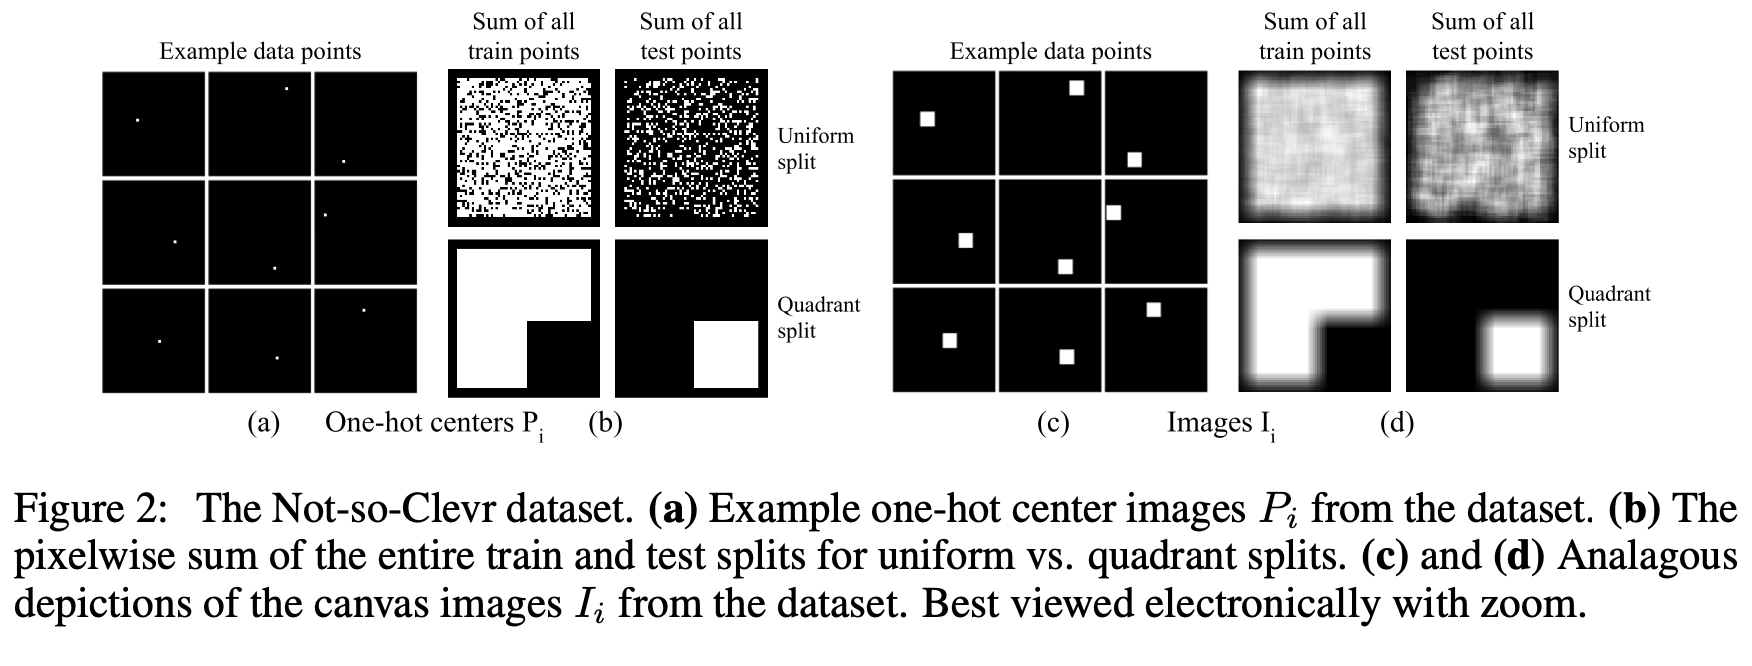 Example data points
Sum of all
train points
Sum of all
test points
Uniform
split
Quadrant
split
(a)
One-hot centers Pi
(b)
Example data points
Sum of all
train points
Sum of all
test points
Uniform
split
Quadrant
split
(c)
Images Ii
(d)
Figure 2: The Not-so-Clevr dataset. (a) Example one-hot center images Pi from the dataset. (b) The
pixelwise sum of the entire train and test splits for uniform vs. quadrant splits. (c) and (d) Analagous
depictions of the canvas images Ii from the dataset. Best viewed electronically with zoom.